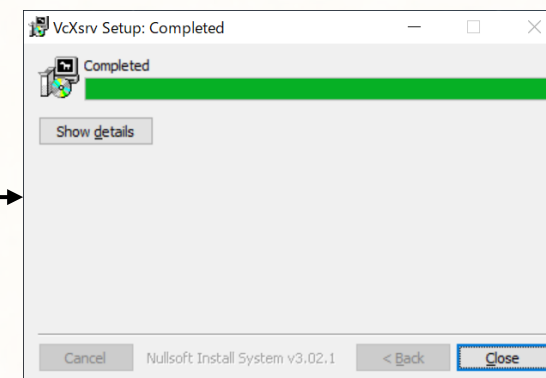 VcXsrv Setup: Completed
Completed
Show details
Cancel
Nullsoft Install System v3.02.1
< Back
Close